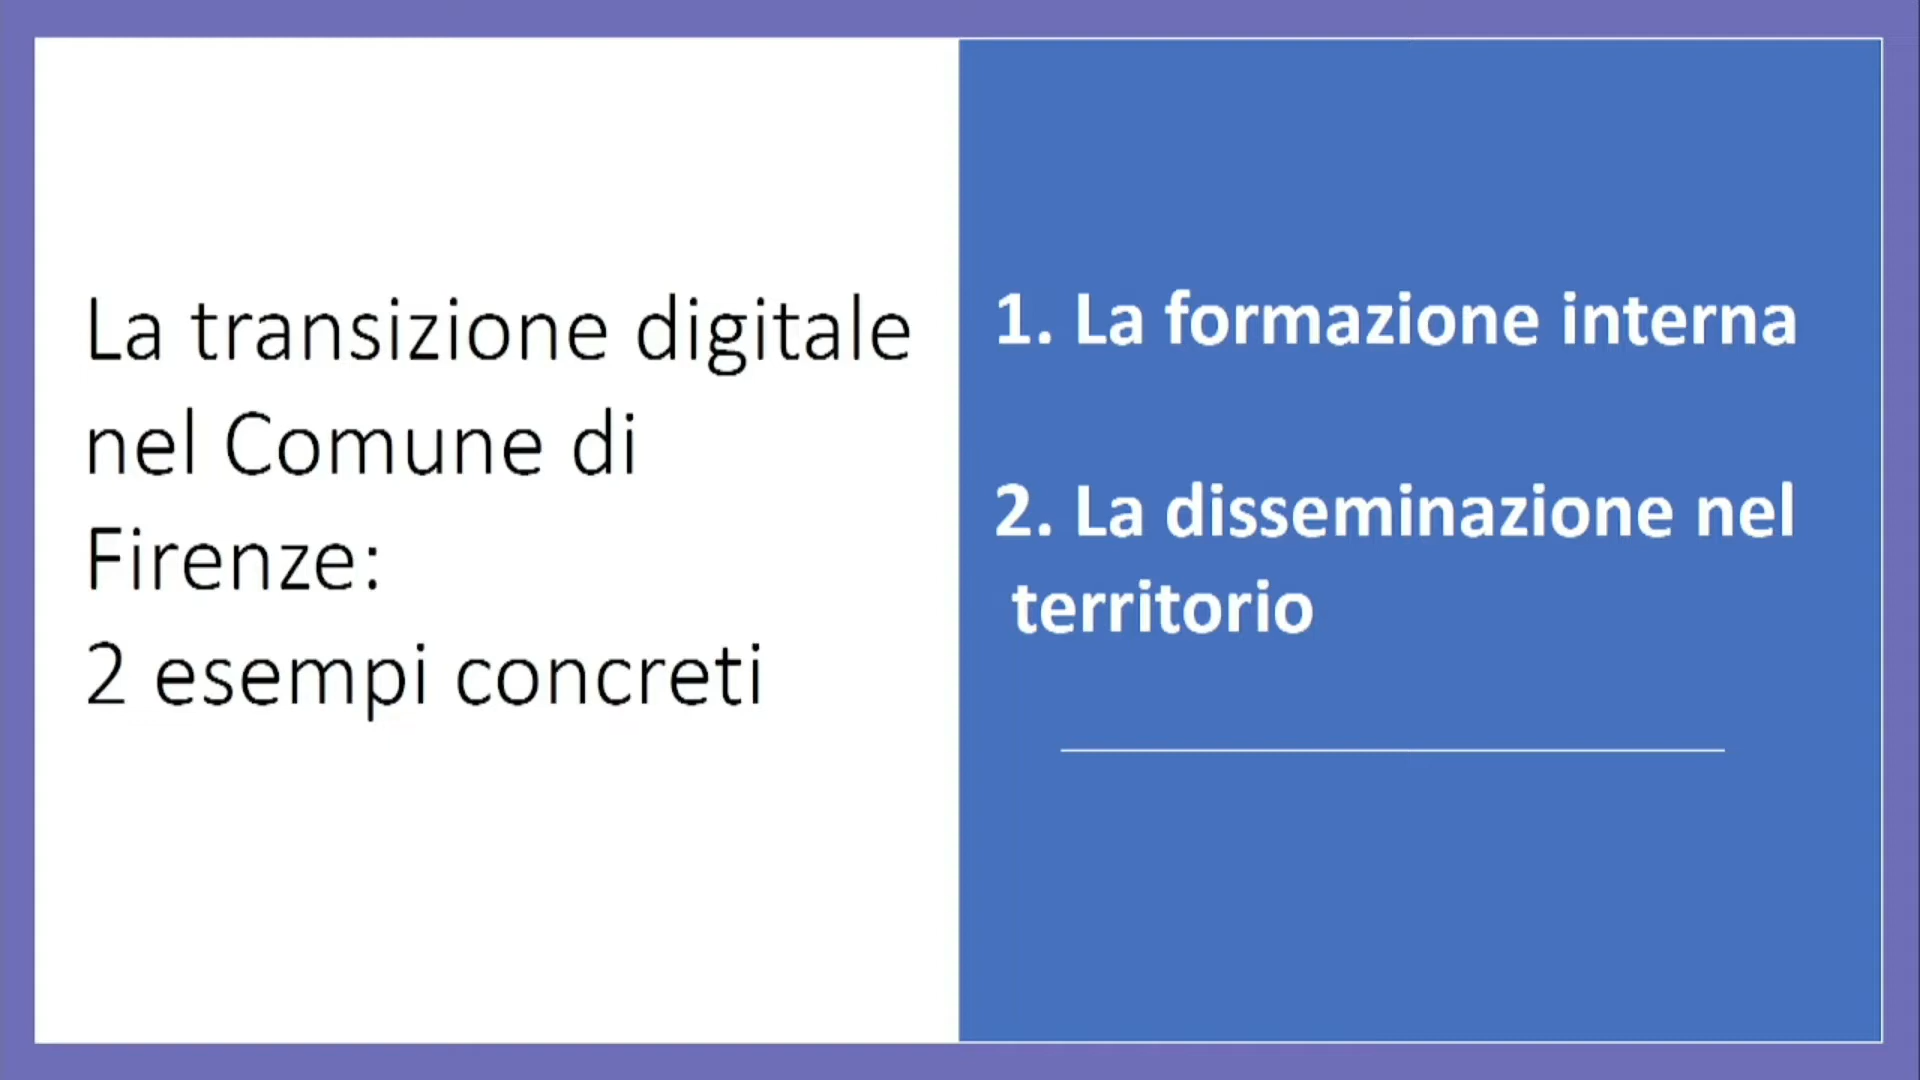 La transizione digitale
nel Comune di
Firenze:
2 esempi concreti
1. La formazione interna
2. La disseminazione nel
territorio